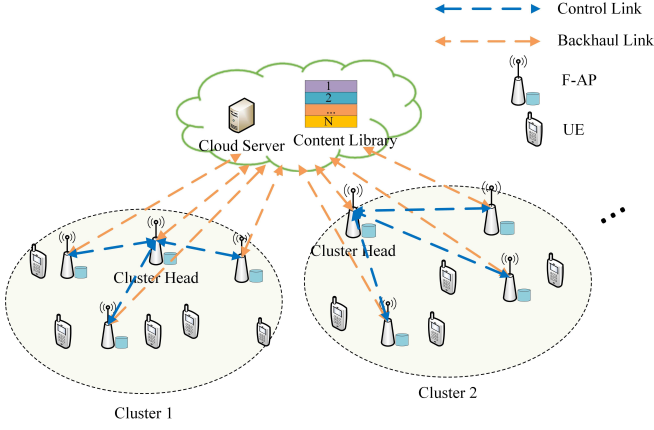 Control Link
Backhaul Link
F-AP
UE
1
2
...
N
Cloud Server
Content Library
Cluster Head
Cluster Head
Cluster 1
Cluster 2